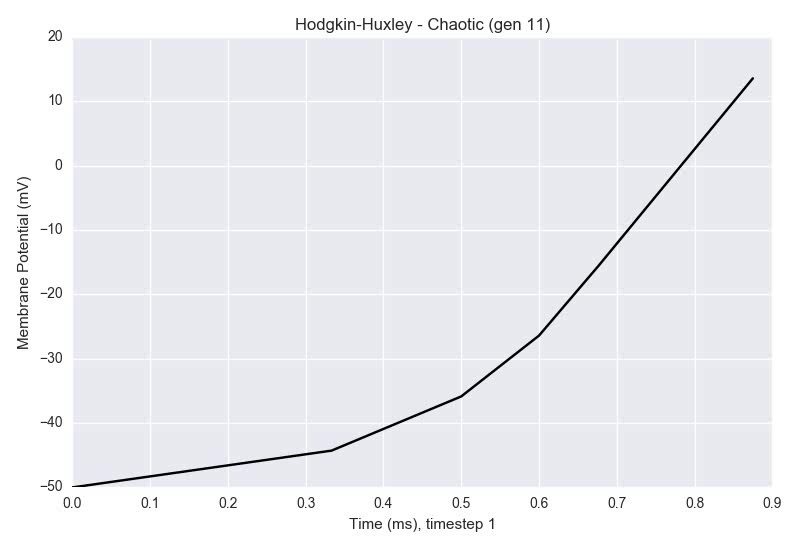 Hodgkin-Huxley - Chaotic (gen 11)
20
10
0
−10
−20
−30
−40
−50
Membrane Potential (mV)
0.0 0.1 0.2 0.3 0.4 0.5 0.6 0.7 0.8 0.9
Time (ms), timestep 1